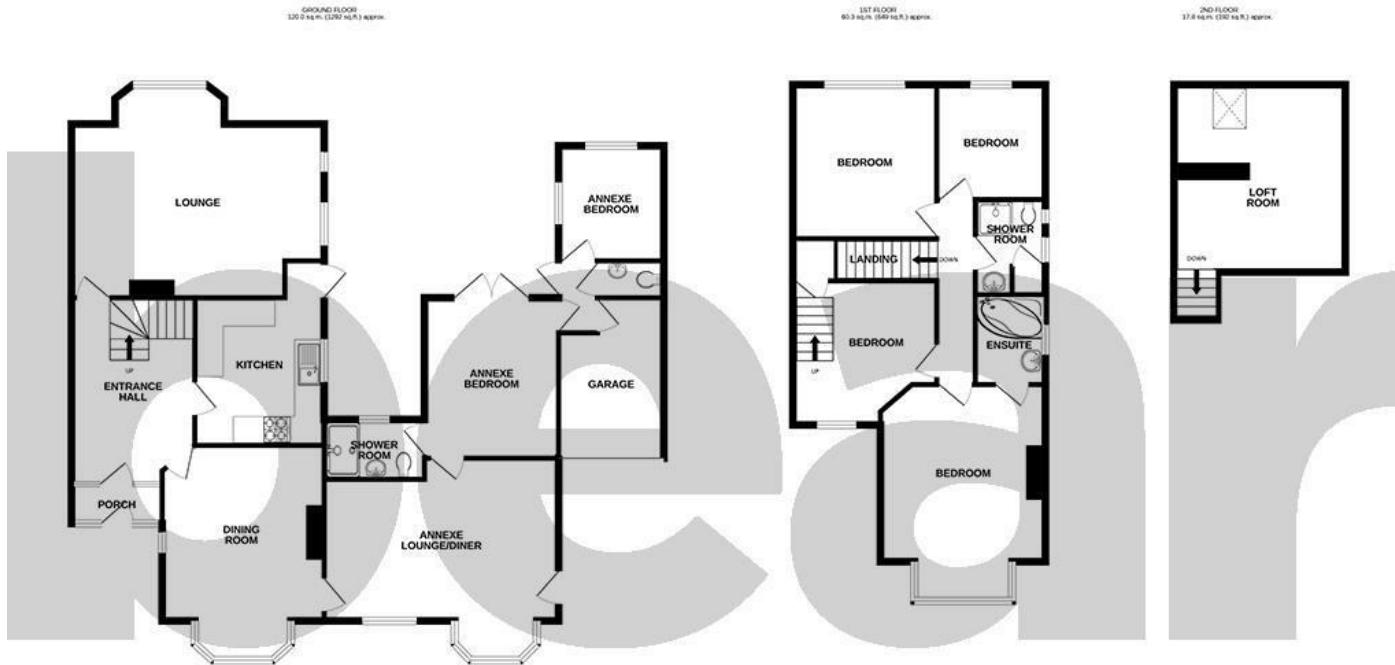 GROUND FLOOR
120.0 sq.m. (1292 sq.ft.) approx.
1ST FLOOR
60.3 sq.m. (649 sq.ft.) approx.
2ND FLOOR
17.8 sq.m. (192 sq.ft.) approx.
LOUNGE
ANNEXE
BEDROOM
KITCHEN
UP
ENTRANCE
HALL
ANNEXE
BEDROOM
GARAGE
SHOWER
ROOM
PORCH
DINING
ROOM
ANNEXE
LOUNGE/DINER
BEDROOM
BEDROOM
SHOWER
ROOM
LANDING
DOWN
BEDROOM
ENSUITE
UP
BEDROOM
LOFT
ROOM
DOWN
lear